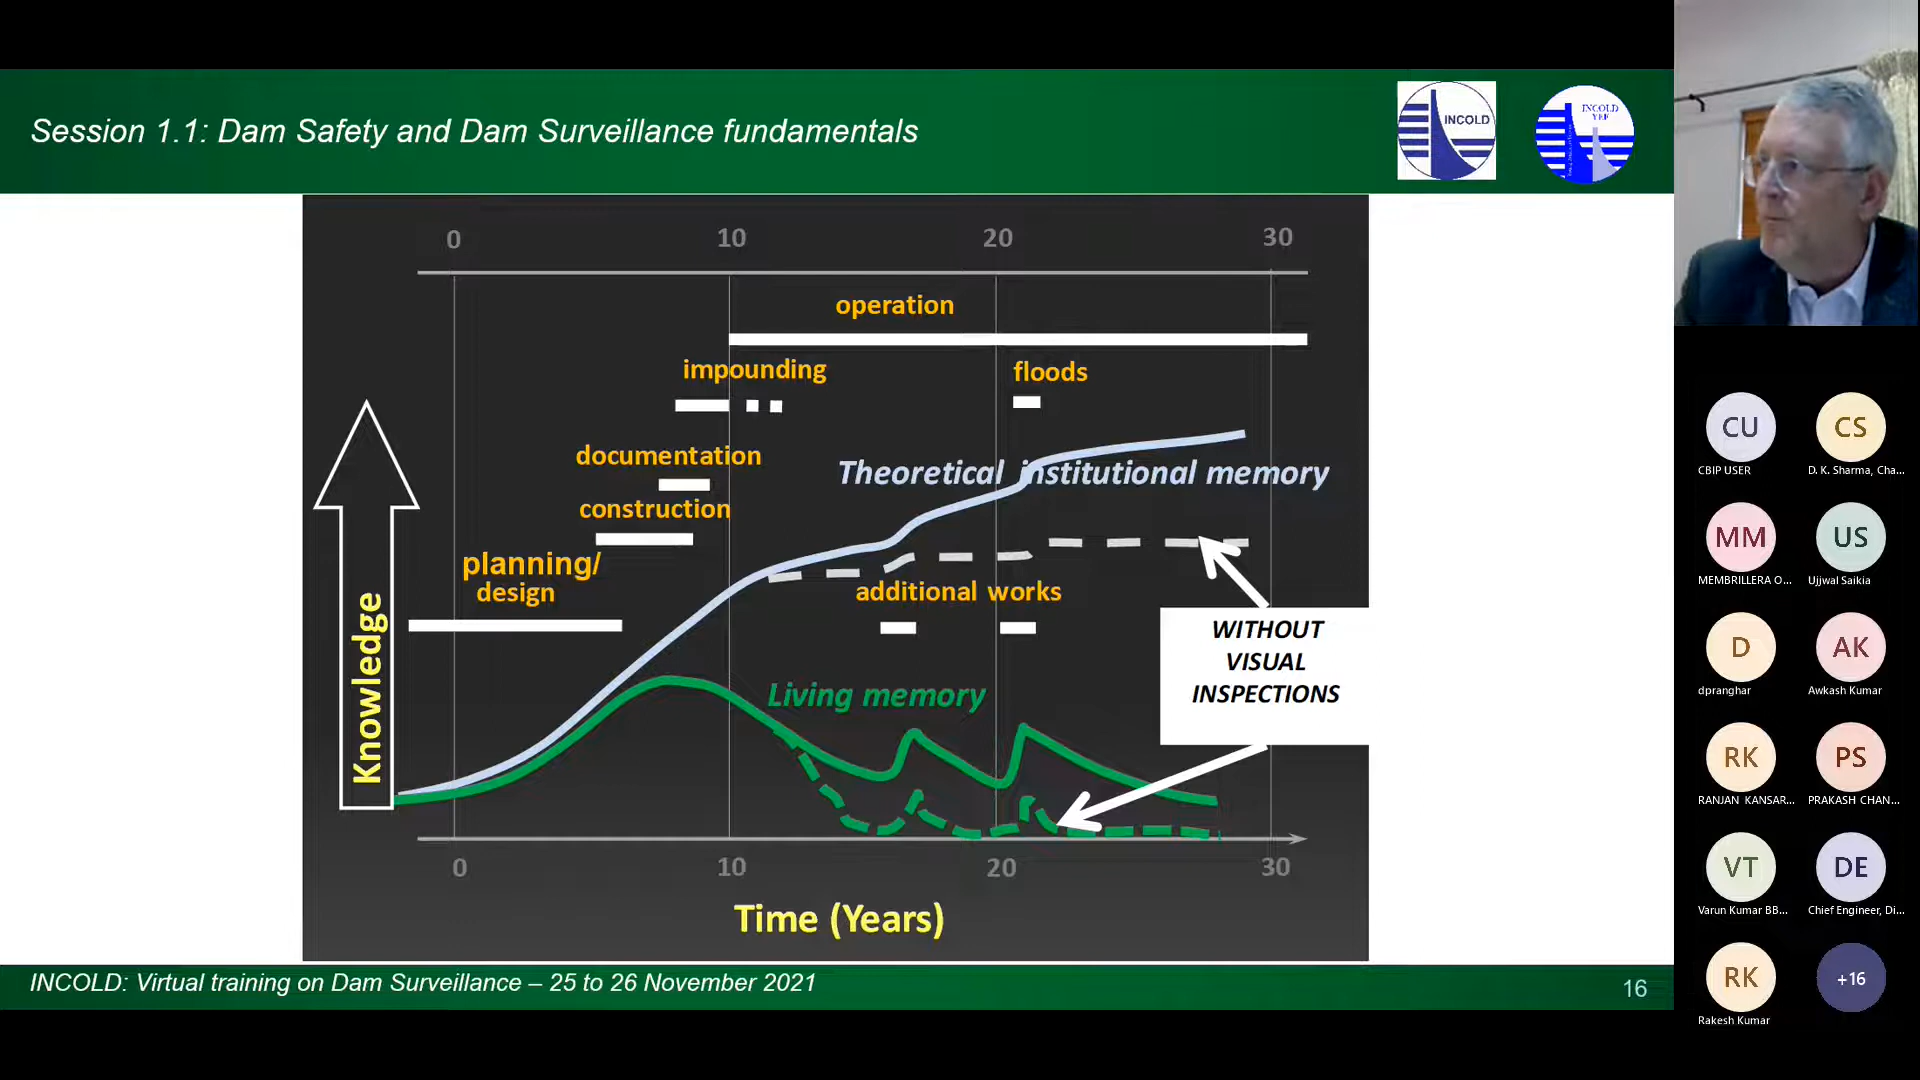 Session 1.1: Dam Safety and Dam Surveillance fundamentals
INCOLD
INCOLD
YEF
0
10
20
30
operation
impounding
floods
documentation
Theoretical institutional memory
construction
planning/
design
additional works
WITHOUT
VISUAL
INSPECTIONS
Knowledge
Living memory
0
10
20
30
Time (Years)
INCOLD: Virtual training on Dam Surveillance – 25 to 26 November 2021
16
CU
CBIP USER
CS
D. K. Sharma, Cha...
MM
MEMBRILLERA O...
US
Ujjwal Saikia
D
dpranghar
AK
Awkash Kumar
RK
RANJAN KANSAR...
PS
PRAKASH CHAN...
VT
Varun Kumar BB...
DE
Chief Engineer, Di...
RK
Rakesh Kumar
+16